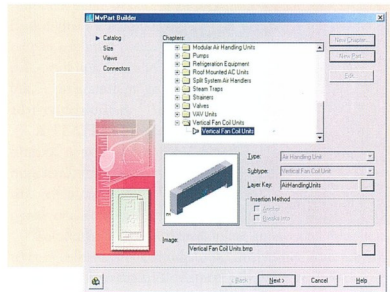 MvPart Builder
Catalog
Size
Views
Connectors
Chapters:
Modular Air Handling Units
Pumps
Refrigeration Equipment
Roof Mounted AC Units
Split System Air Handlers
Steam Traps
Strainers
Valves
VAV Units
Vertical Fan Coil Units
Vertical Fan Coil Units
New Chapter...
New Part...
Edit...
Type: Air Handling Unit
Subtype: Vertical Fan Coil Unit
Layer Key: AirHandlingUnits
Insertion Method
Anchor
Breakinto
Image:
Vertical Fan Coil Units.bmp
< Back
Next >
Cancel
Help